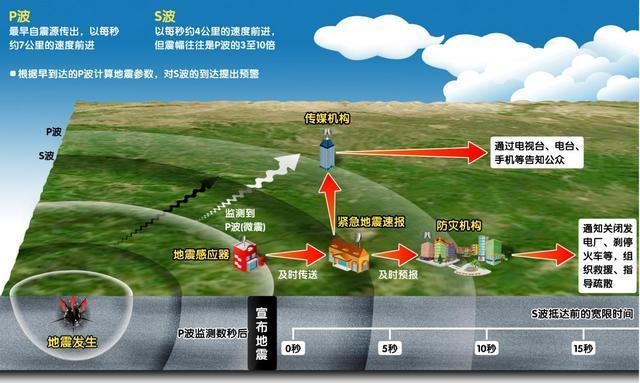 P波
最早自震源传出，以每秒
约7公里的速度前进
S波
以每秒约4公里的速度前进，
但震幅往往是P波的3至10倍
根据早到达的P波计算地震参数，对S波的到达提出预警
传媒机构
P波
S波
通过电视台、电台、
手机等告知公众
监测到
P波(微震)
紧急地震速报
防灾机构
地震感应器
及时传送
及时预报
通知关闭发
电厂、刹停
火车等，组
织救援、指
导疏散
地震发生
P波监测数秒后
宣布地震
S波抵达前的宽限时间
0秒
5秒
10秒
15秒